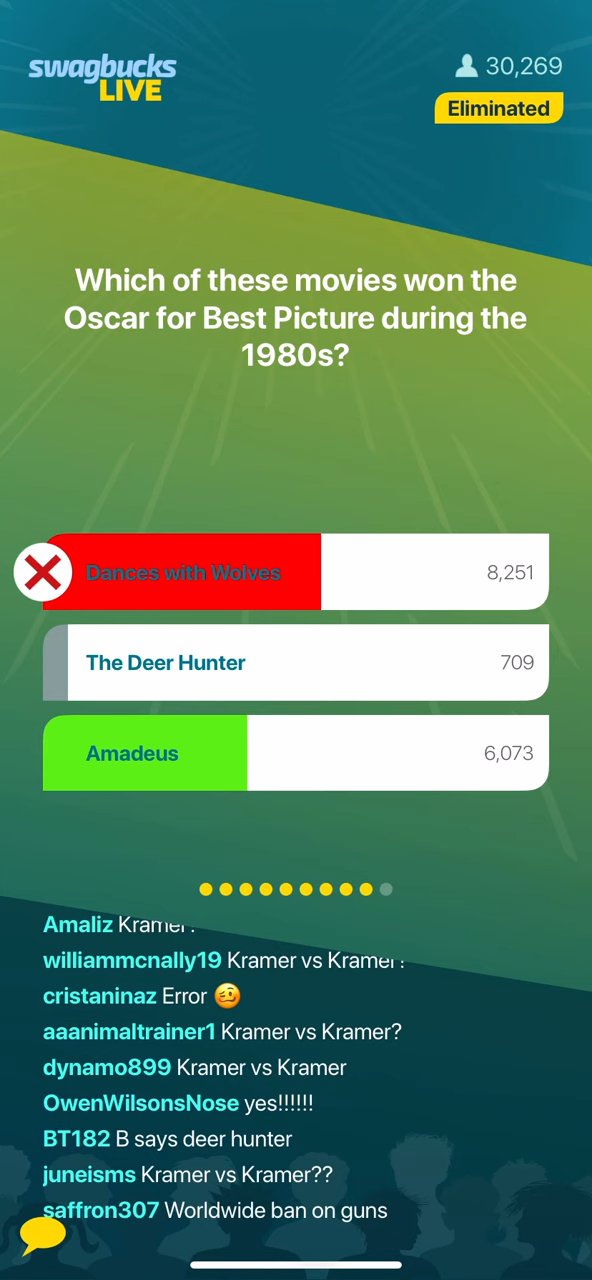 swagbucks
LIVE
30,269
Eliminated
Which of these movies won the
Oscar for Best Picture during the
1980s?
Dances with Wolves 8,251
The Deer Hunter 709
Amadeus 6,073
Amaliz Kramer?
williammcnally19 Kramer vs Kramer?
cristaninaz Error 🥴
aaanimaltrainer1 Kramer vs Kramer?
dynamo899 Kramer vs Kramer
OwenWilsonsNose yes!!!!!!
BT182 B says deer hunter
juneisms Kramer vs Kramer??
saffron307 Worldwide ban on guns